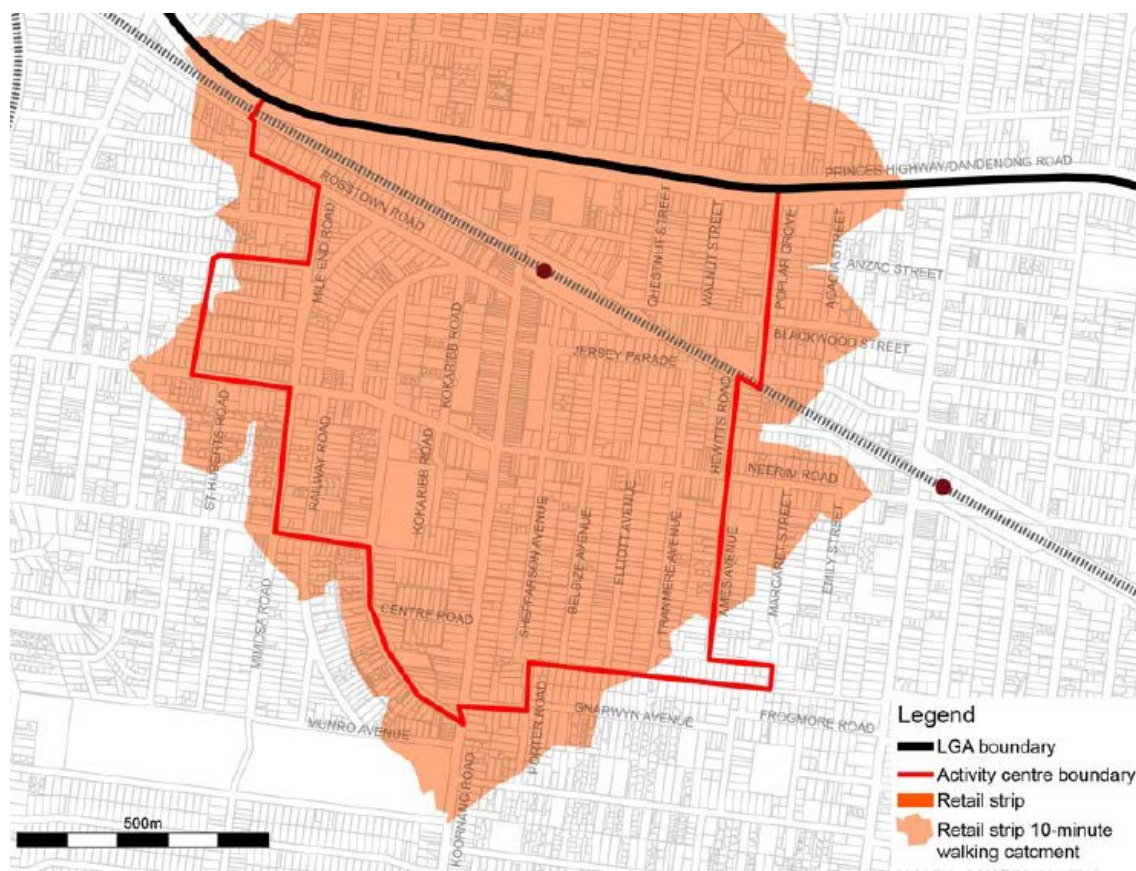 PRINCES HIGHWAY/DANDENONG ROAD
ROSSTOWN ROAD
MILE END ROAD
CHESTNUT STREET
WALNUT STREET
POPLAR GROVE
ACACIA STREET
ANZAC STREET
BLACKWOOD STREET
JERSEY PARADE
KOKARIBB ROAD
HEWITTS ROAD
NEERIM ROAD
ST HUBERTS ROAD
RAILWAY ROAD
KOKARIBB ROAD
SHEPPARSON AVENUE
BELSIZE AVENUE
ELLIOTT AVENUE
TRANMERE AVENUE
AMES AVENUE
MARGARET STREET
EMILY STREET
CENTRE ROAD
MIMOSA ROAD
MUNRO AVENUE
PORTER ROAD
GNARWYN AVENUE
FROGMORE ROAD
KOORNANG ROAD
500m
Legend
LGA boundary
Activity centre boundary
Retail strip
Retail strip 10-minute
walking catcment